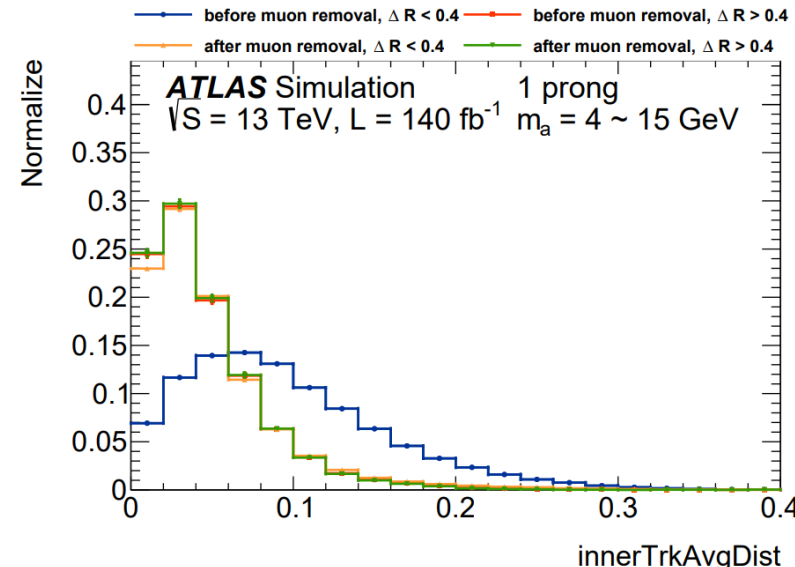 before muon removal, Δ R < 0.4 before muon removal, Δ R > 0.4
after muon removal, Δ R < 0.4 after muon removal, Δ R > 0.4
Normalize
ATLAS Simulation 1 prong
√S = 13 TeV, L = 140 fb⁻¹ mₐ = 4 ~ 15 GeV
0.4
0.35
0.3
0.25
0.2
0.15
0.1
0.05
0
0 0.1 0.2 0.3 0.4
innerTrkAvgDist